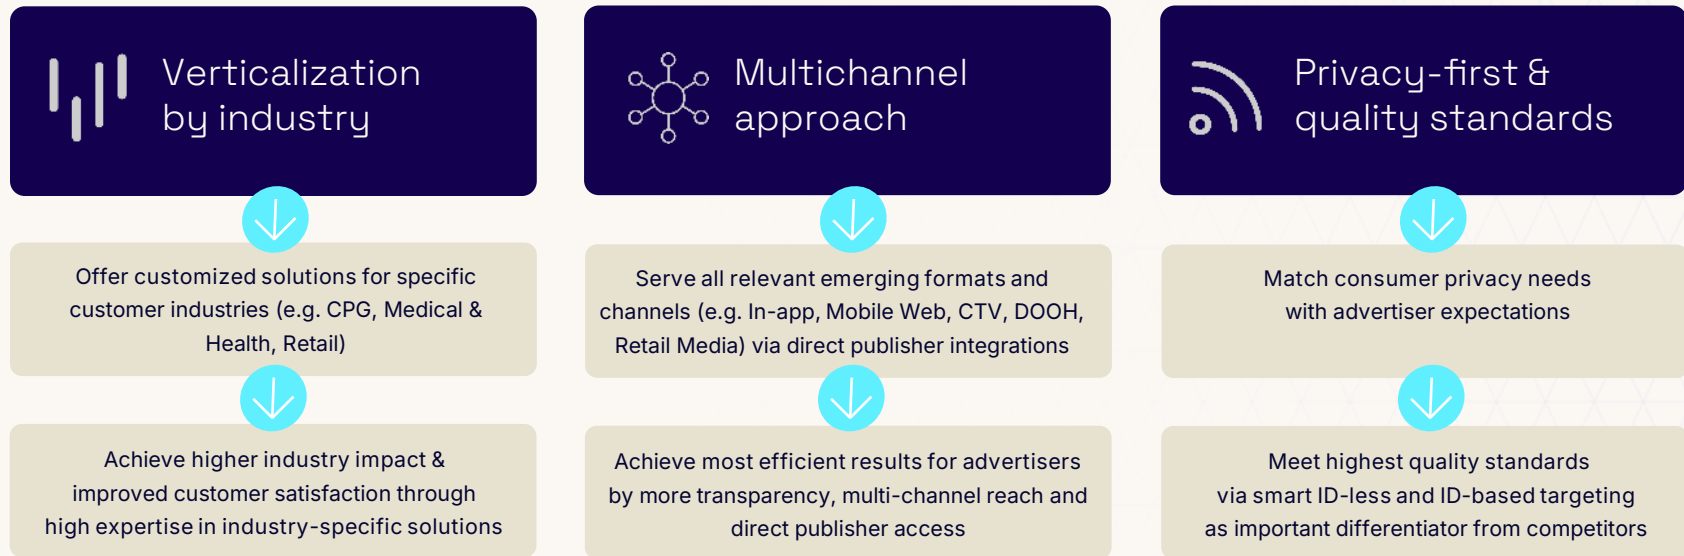 Verticalization
by industry
Offer customized solutions for specific
customer industries (e.g. CPG, Medical &
Health, Retail)
Achieve higher industry impact &
improved customer satisfaction through
high expertise in industry-specific solutions
Multichannel
approach
Serve all relevant emerging formats and
channels (e.g. In-app, Mobile Web, CTV, DOOH,
Retail Media) via direct publisher integrations
Achieve most efficient results for advertisers
by more transparency, multi-channel reach and
direct publisher access
Privacy-first &
quality standards
Match consumer privacy needs
with advertiser expectations
Meet highest quality standards
via smart ID-less and ID-based targeting
as important differentiator from competitors